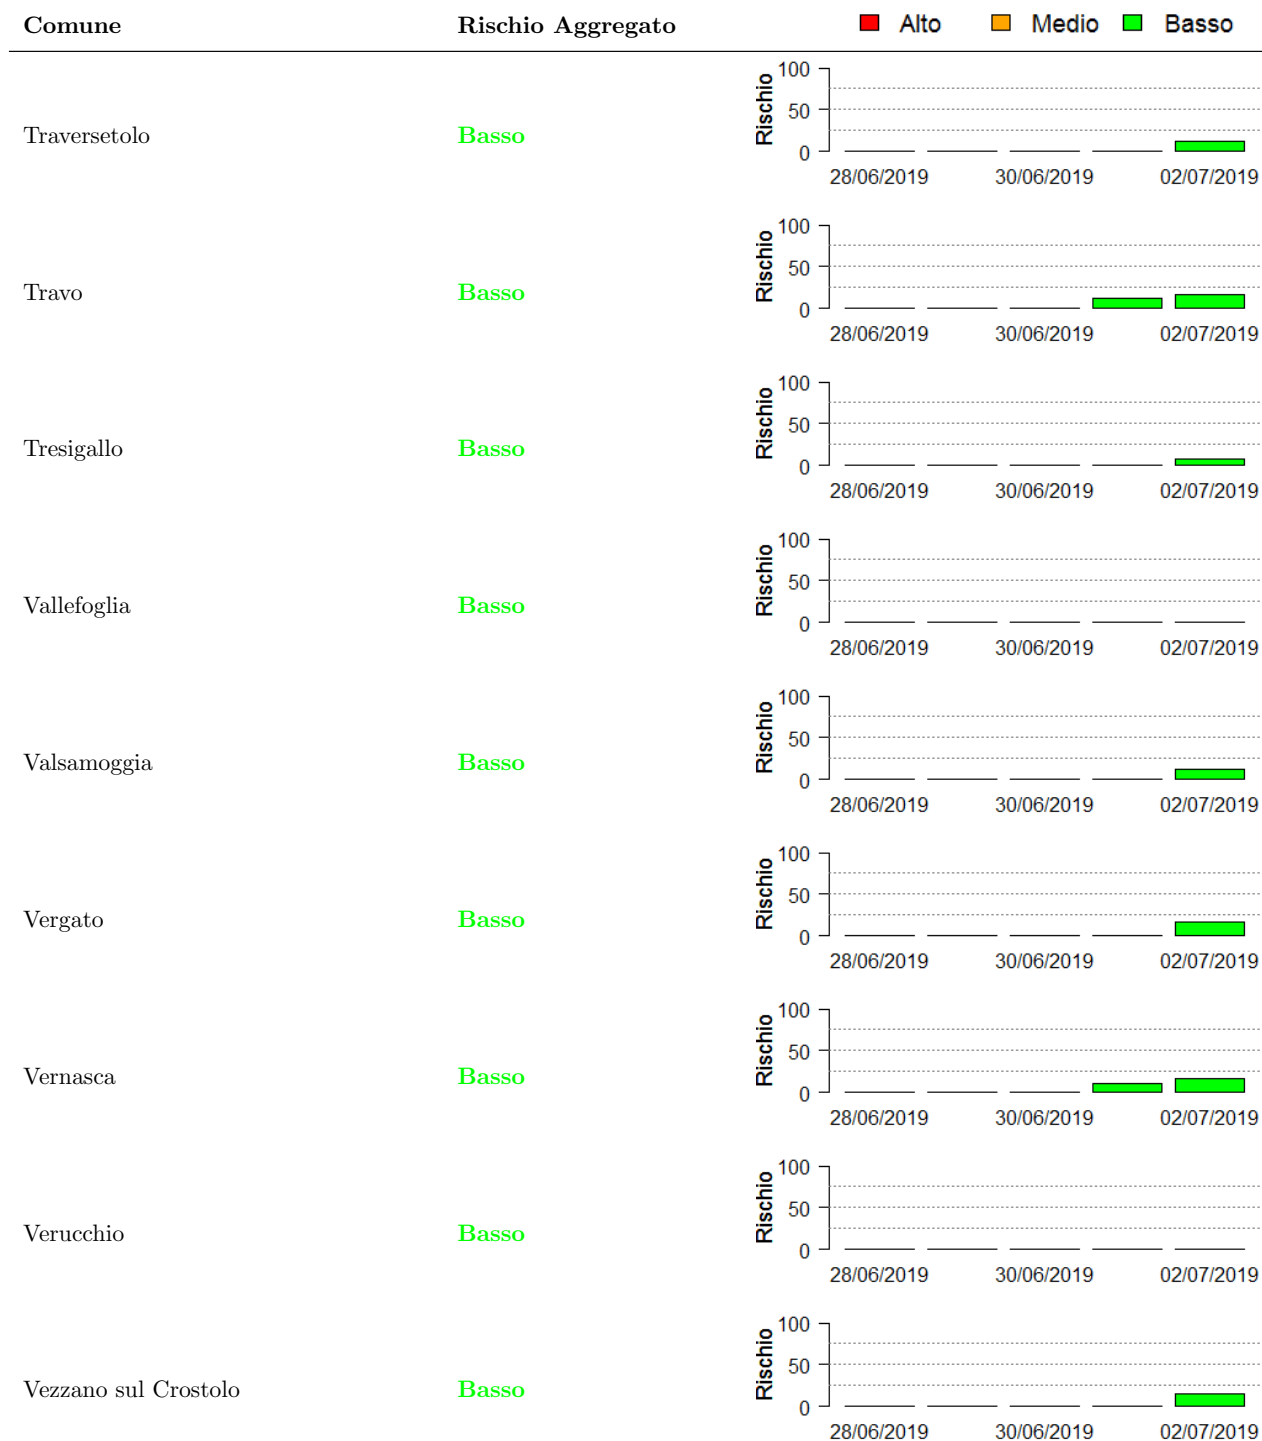 Comune Rischio Aggregato Alto Medio Basso
100
50
0
Rischio
Traversetolo Basso
28/06/2019 30/06/2019 02/07/2019
100
50
0
Rischio
Travo Basso
28/06/2019 30/06/2019 02/07/2019
100
50
0
Rischio
Tresigallo Basso
28/06/2019 30/06/2019 02/07/2019
100
50
0
Rischio
Vallefoglia Basso
28/06/2019 30/06/2019 02/07/2019
100
50
0
Rischio
Valsamoggia Basso
28/06/2019 30/06/2019 02/07/2019
100
50
0
Rischio
Vergato Basso
28/06/2019 30/06/2019 02/07/2019
100
50
0
Rischio
Vernasca Basso
28/06/2019 30/06/2019 02/07/2019
100
50
0
Rischio
Verucchio Basso
28/06/2019 30/06/2019 02/07/2019
100
50
0
Rischio
Vezzano sul Crostolo Basso
28/06/2019 30/06/2019 02/07/2019